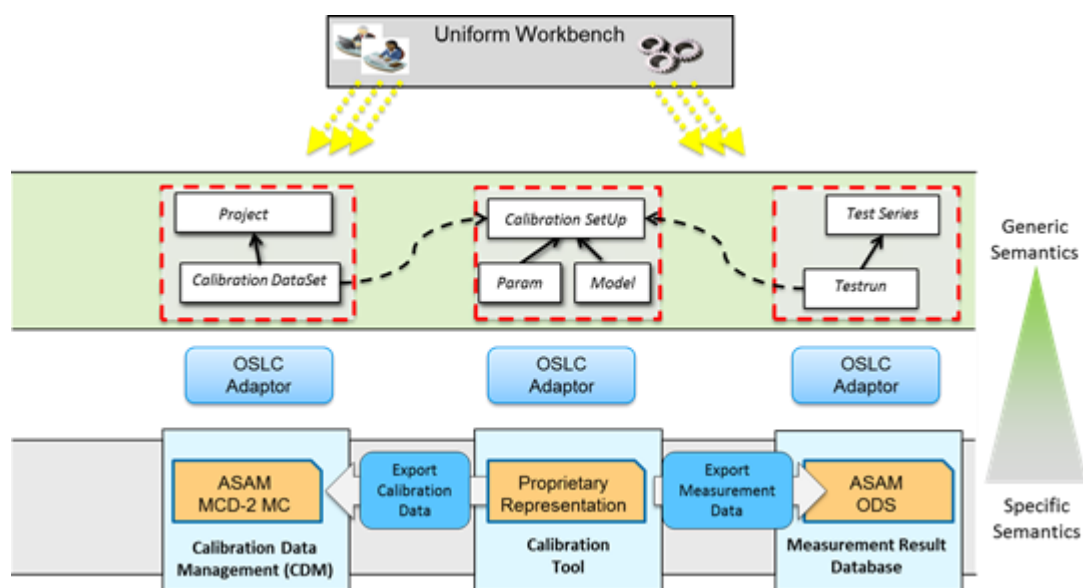 Uniform Workbench
Project
Calibration DataSet
Calibration SetUp
Param
Model
Test Series
Testrun
Generic
Semantics
OSLC
Adaptor
OSLC
Adaptor
OSLC
Adaptor
ASAM
MCD-2 MC
Export
Calibration
Data
Proprietary
Representation
Export
Measurement
Data
ASAM
ODS
Calibration Data
Management (CDM)
Calibration
Tool
Measurement Result
Database
Specific
Semantics